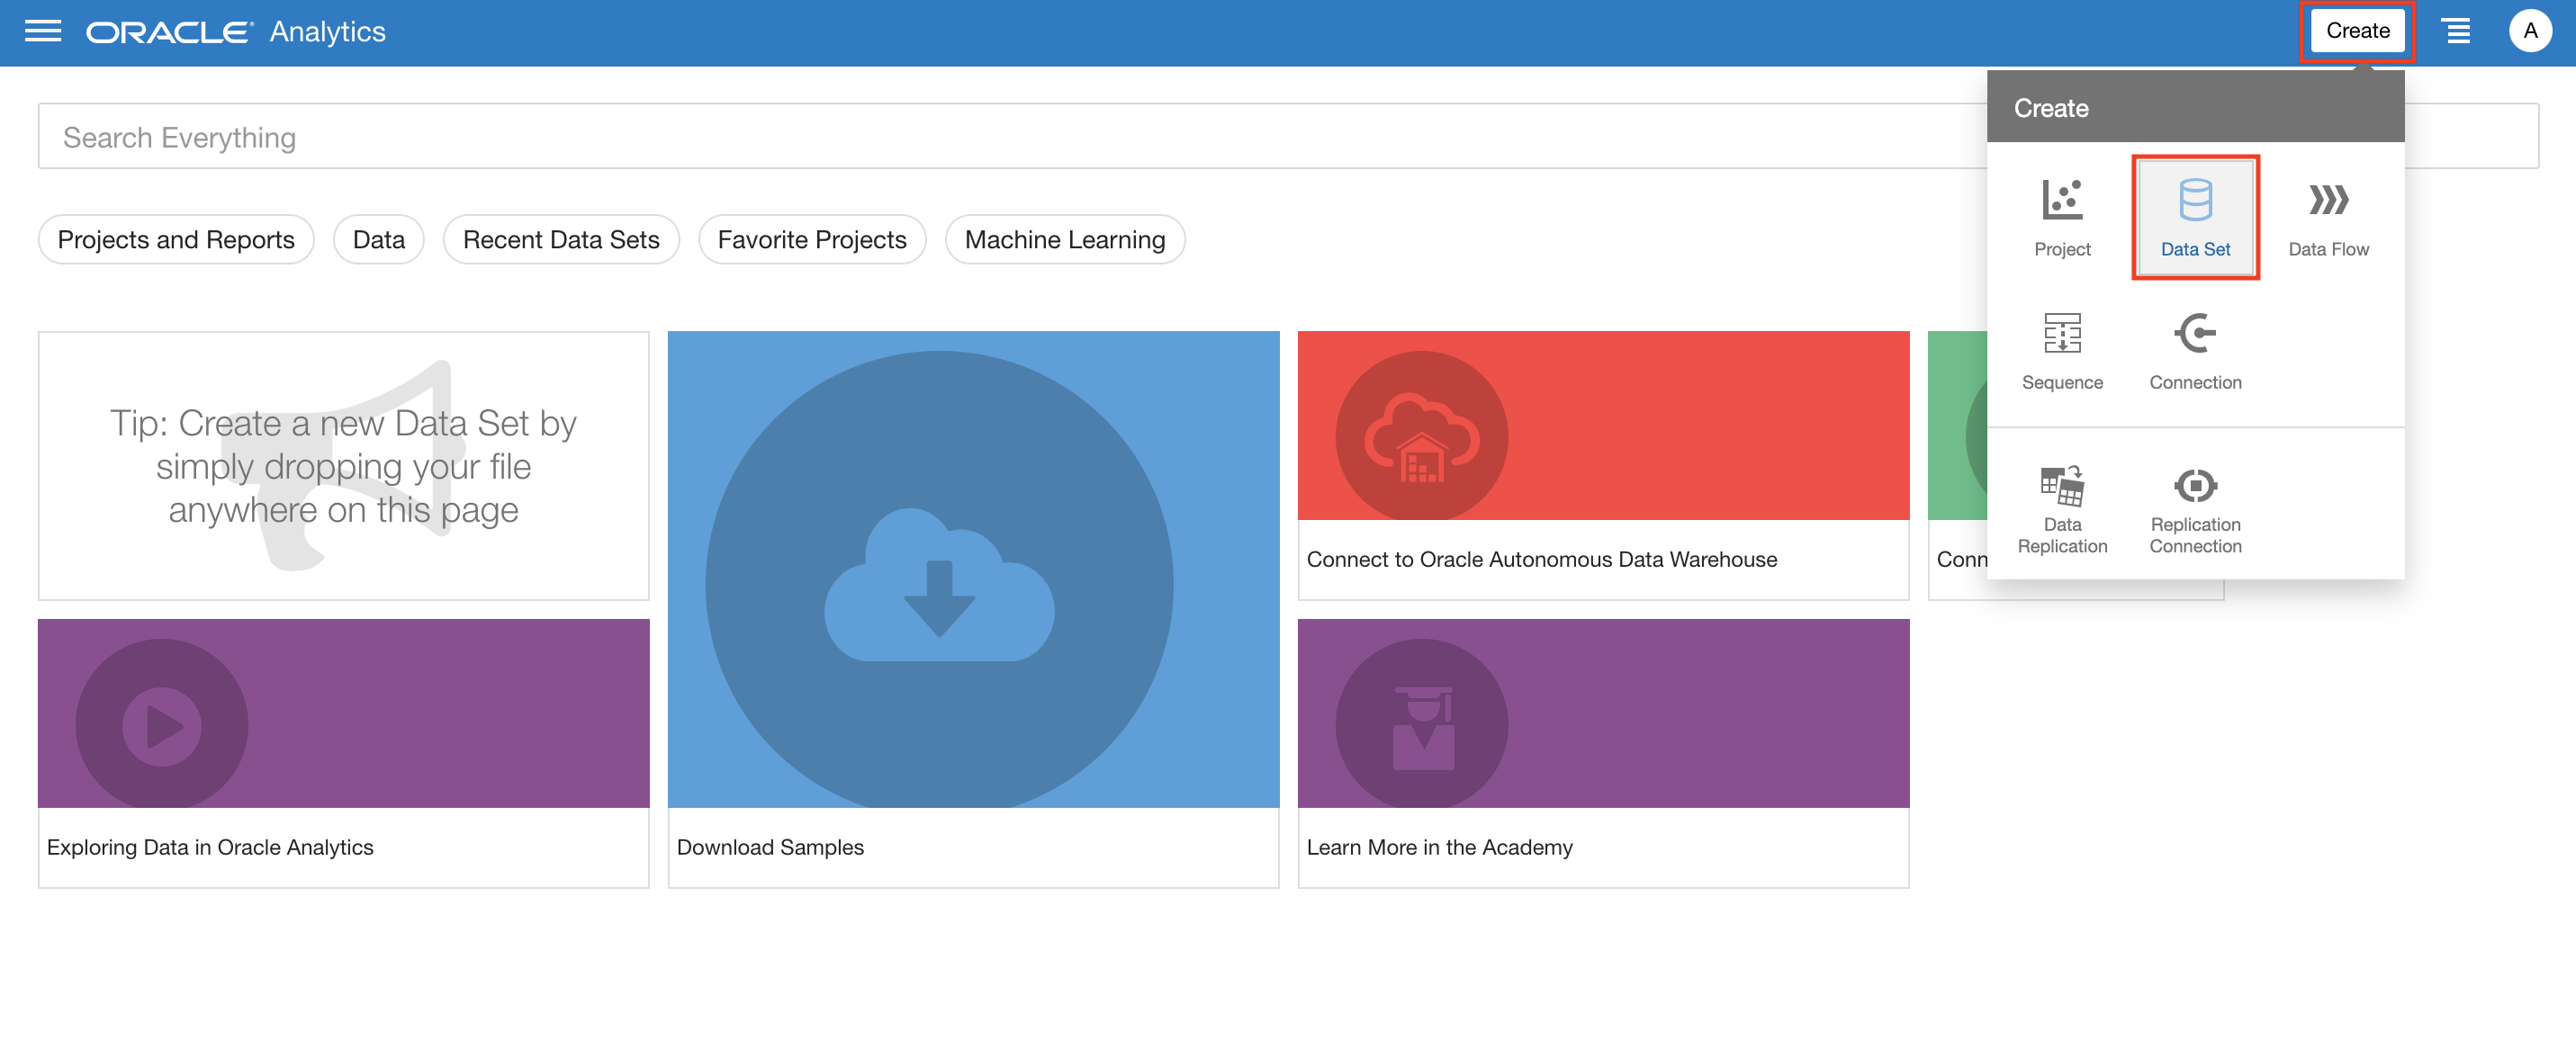 ORACLE Analytics
Create
A
Create
Search Everything
Project
Data Set
Data Flow
Projects and Reports
Data
Recent Data Sets
Favorite Projects
Machine Learning
Sequence
Connection
Tip: Create a new Data Set by
simply dropping your file
anywhere on this page
Data
Replication
Replication
Connection
Connect to Oracle Autonomous Data Warehouse
Conn
Exploring Data in Oracle Analytics
Download Samples
Learn More in the Academy